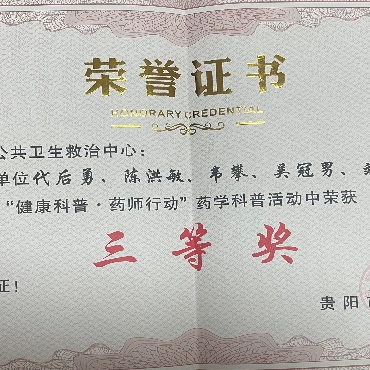 荣誉证书
HONORARY CREDENTIAL
公共卫生救治中心:
单位代后勇、陈洪敏、韦攀、吴冠男、
“健康科普·药师行动”药学科普活动中荣获
三等奖
证!
贵阳